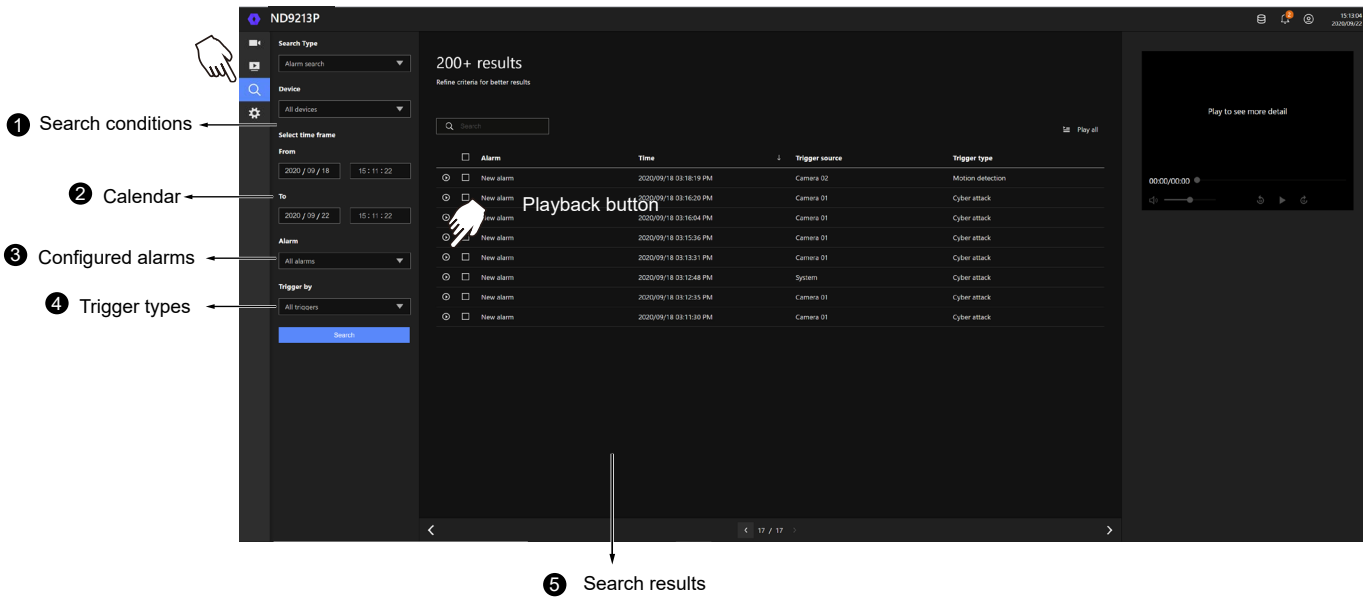 ND9213P
2
15:13:04
2020/09/22
Search Type
Alarm search
Device
All devices
Select time frame
From
2020 / 09 / 18 15 : 11 : 22
To
2020 / 09 / 22 15 : 11 : 22
Alarm
All alarms
Trigger by
All triggers
Search
1 Search conditions
2 Calendar
3 Configured alarms
4 Trigger types
200+ results
Refine criteria for better results
Search
Play all
Alarm Time ↓ Trigger source Trigger type
New alarm 2020/09/18 03:18:19 PM Camera 02 Motion detection
New alarm 2020/09/18 03:16:20 PM Camera 01 Cyber attack
Playback button
New alarm 2020/09/18 03:16:04 PM Camera 01 Cyber attack
New alarm 2020/09/18 03:15:36 PM Camera 01 Cyber attack
New alarm 2020/09/18 03:13:31 PM Camera 01 Cyber attack
New alarm 2020/09/18 03:12:48 PM System Cyber attack
New alarm 2020/09/18 03:12:35 PM Camera 01 Cyber attack
New alarm 2020/09/18 03:11:30 PM Camera 01 Cyber attack
17 / 17
Play to see more detail
00:00/00:00
5 Search results